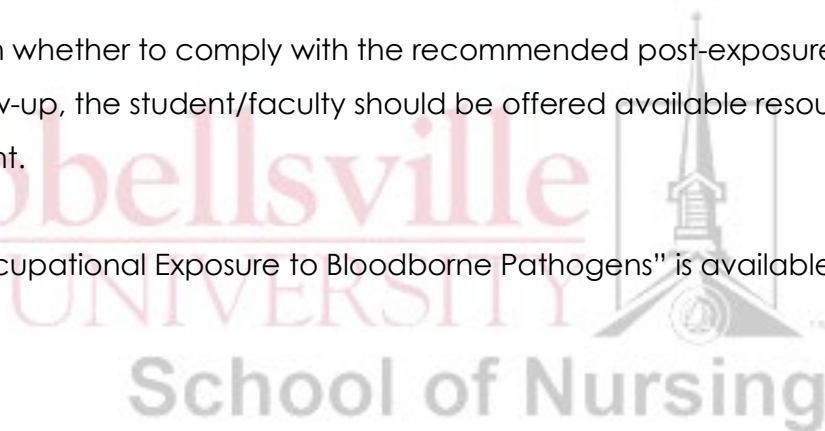 whether to comply with the recommended post-exposure
w-up, the student/faculty should be offered available resou
nt.
bellsville
cupational Exposure to Bloodborne Pathogens” is available
UNIVERSITY
School of Nursing